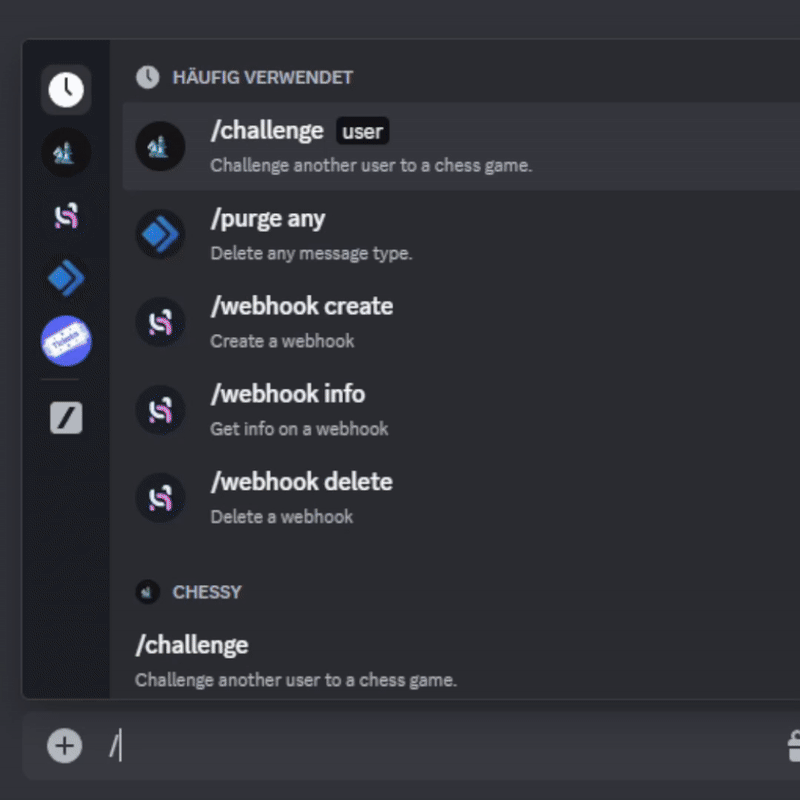 HÄUFIG VERWENDET
/challenge user
Challenge another user to a chess game.
/purge any
Delete any message type.
/webhook create
Create a webhook
/webhook info
Get info on a webhook
/webhook delete
Delete a webhook
CHESSY
/challenge
Challenge another user to a chess game.
/